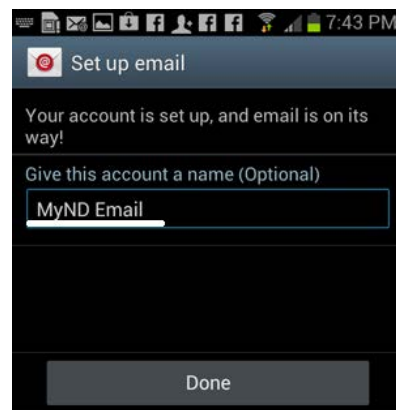 7:43 PM
Set up email
Your account is set up, and email is on its
way!
Give this account a name (Optional)
MyND Email
Done